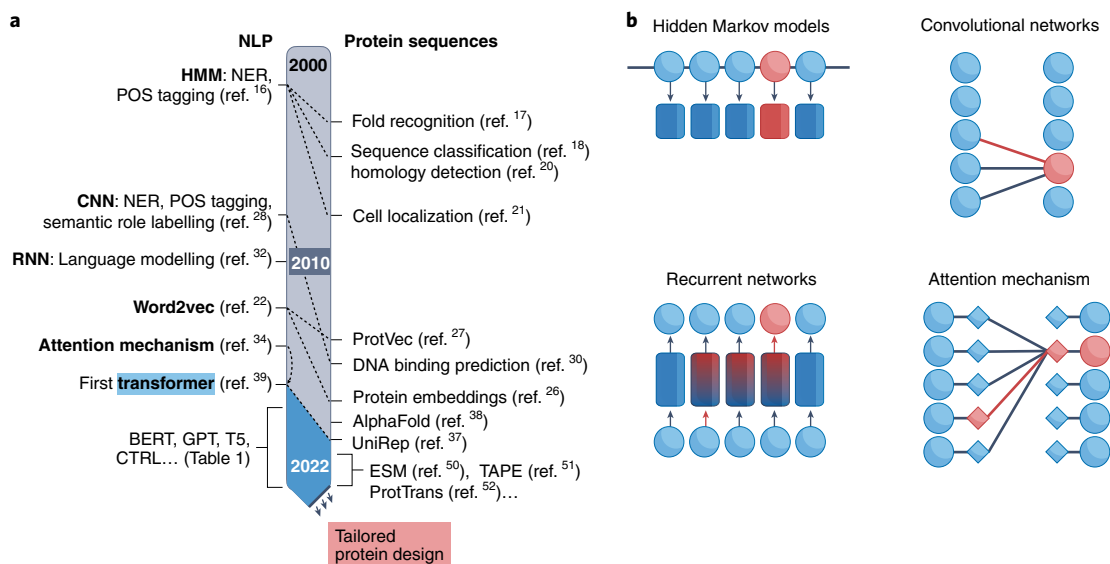 a
NLP
Protein sequences
2000
HMM: NER,
POS tagging (ref. 16)
Fold recognition (ref. 17)
Sequence classification (ref. 18)
homology detection (ref. 20)
CNN: NER, POS tagging,
semantic role labelling (ref. 28)
Cell localization (ref. 21)
RNN: Language modelling (ref. 32)
2010
Word2vec (ref. 22)
ProtVec (ref. 27)
Attention mechanism (ref. 34)
DNA binding prediction (ref. 30)
First transformer (ref. 39)
Protein embeddings (ref. 26)
AlphaFold (ref. 38)
UniRep (ref. 37)
BERT, GPT, T5,
CTRL... (Table 1)
2022
ESM (ref. 50), TAPE (ref. 51)
ProtTrans (ref. 52)...
Tailored
protein design
b
Hidden Markov models
Convolutional networks
Recurrent networks
Attention mechanism